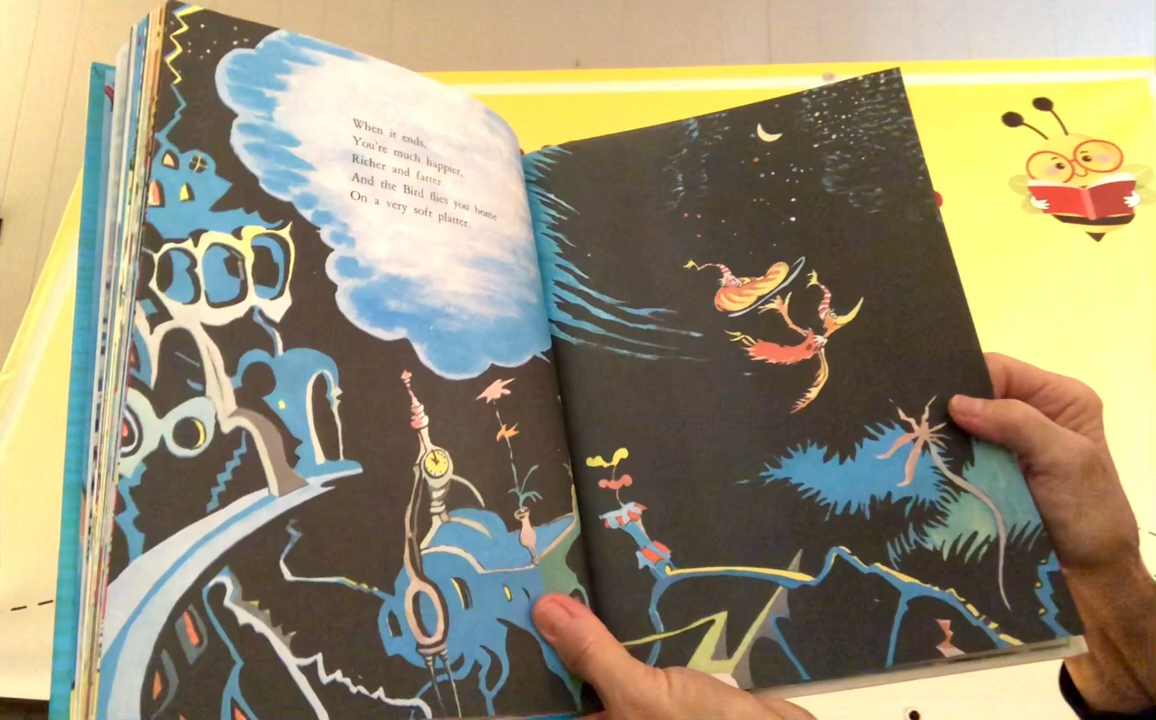 When it ends,
You're much happier,
Richer and fatter.
And the Bird flies you home
On a very soft platter.